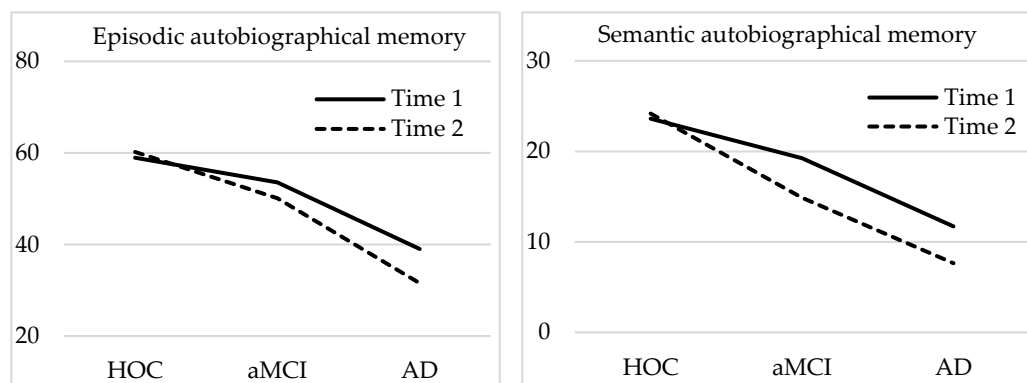 Episodic autobiographical memory
80
Time 1
Time 2
60
40
20
HOC aMCI AD
Semantic autobiographical memory
30
Time 1
Time 2
20
10
0
HOC aMCI AD